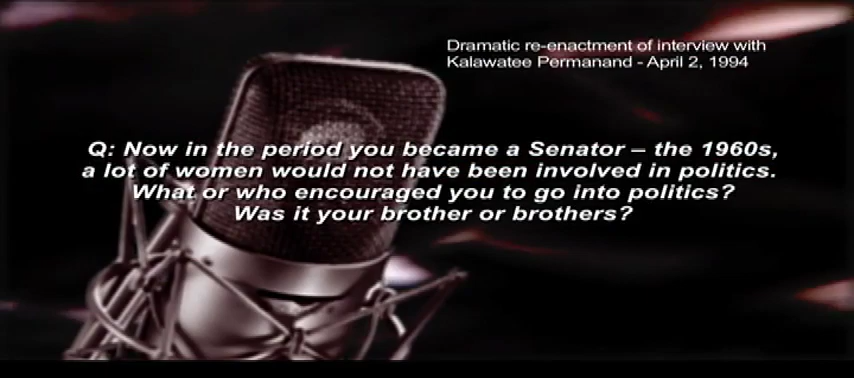 Dramatic re-enactment of interview with
Kalawatee Permanand - April 2, 1994
Q: Now in the period you became a Senator – the 1960s,
a lot of women would not have been involved in politics.
What or who encouraged you to go into politics?
Was it your brother or brothers?